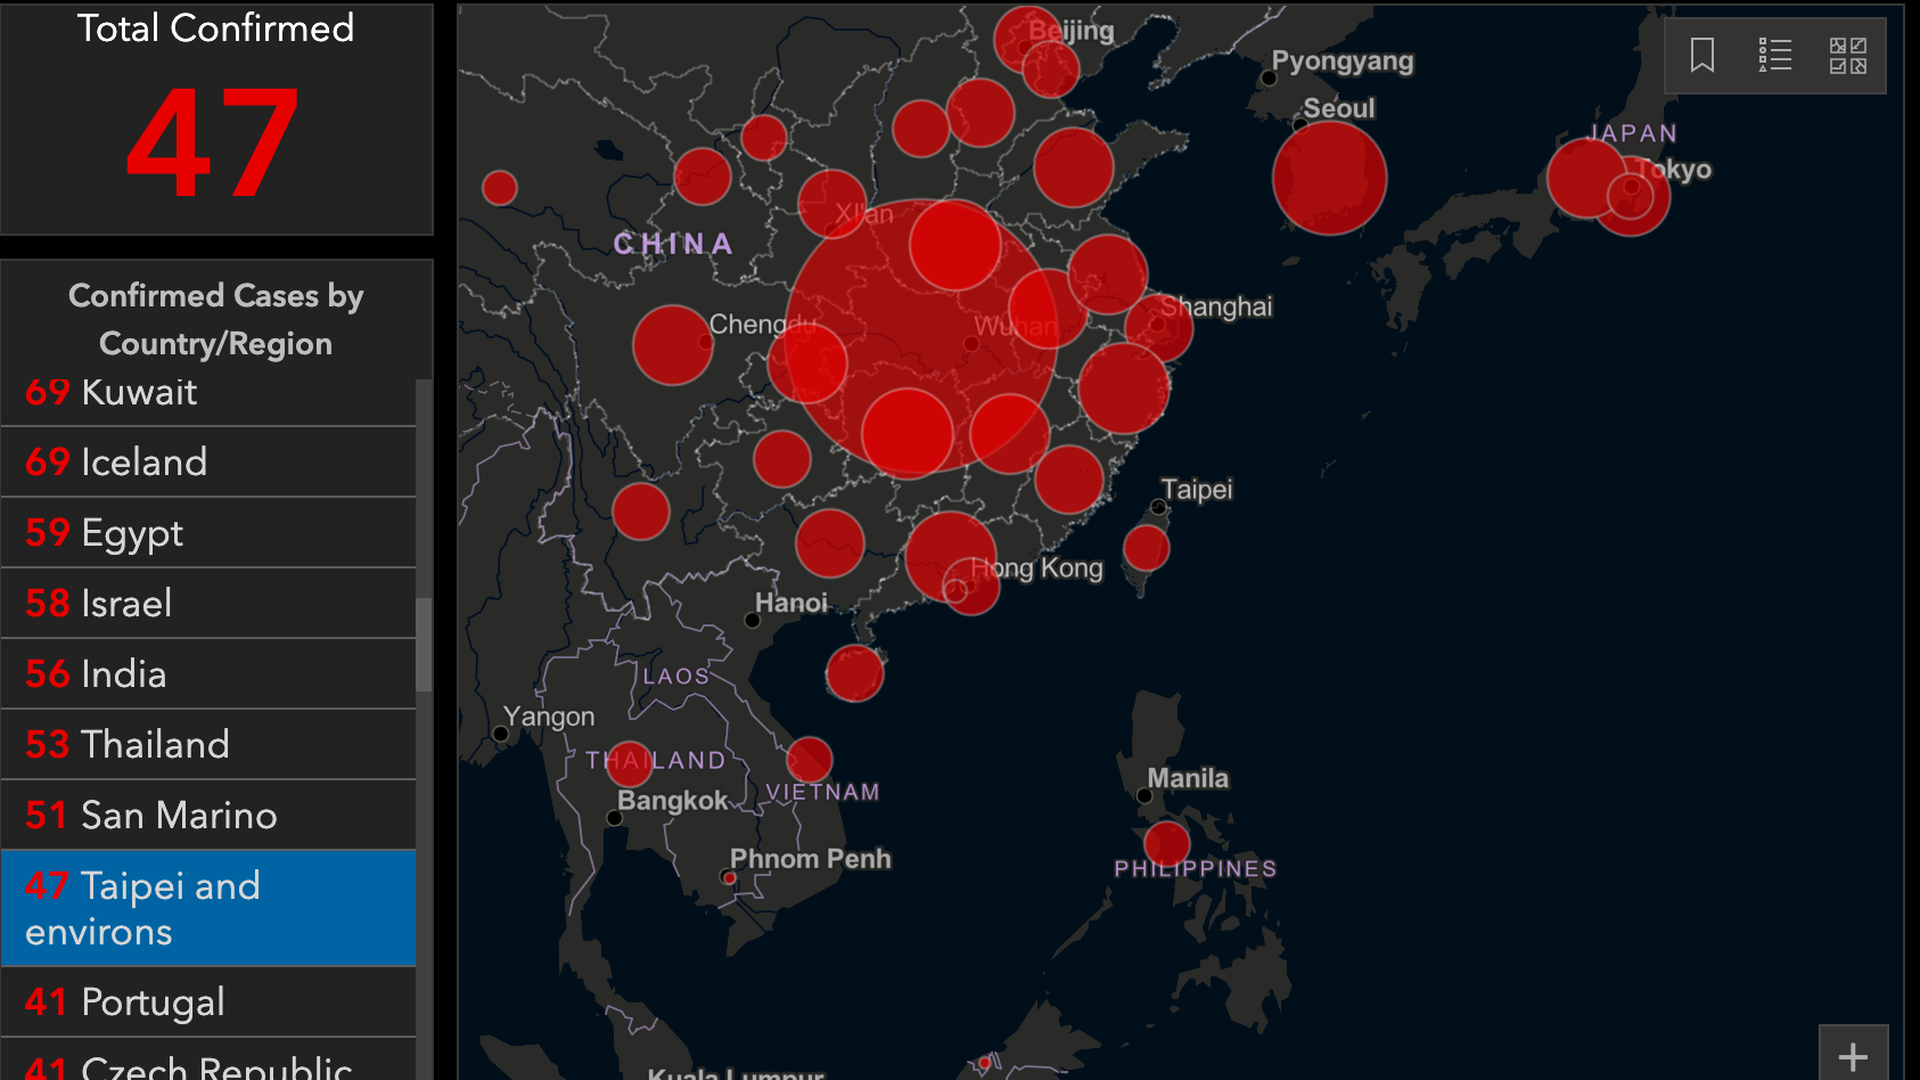 Total Confirmed
47
Confirmed Cases by
Country/Region
69 Kuwait
69 Iceland
59 Egypt
58 Israel
56 India
53 Thailand
51 San Marino
47 Taipei and
environs
41 Portugal
41 Czech Republic
Beijing
Pyongyang
Seoul
JAPAN
Tokyo
Xi'an
CHINA
Shanghai
Chengdu
Wuhan
Taipei
Hong Kong
Hanoi
LAOS
Yangon
THAILAND
VIETNAM
Bangkok
Manila
Phnom Penh
PHILIPPINES
Kuala Lumpur
+